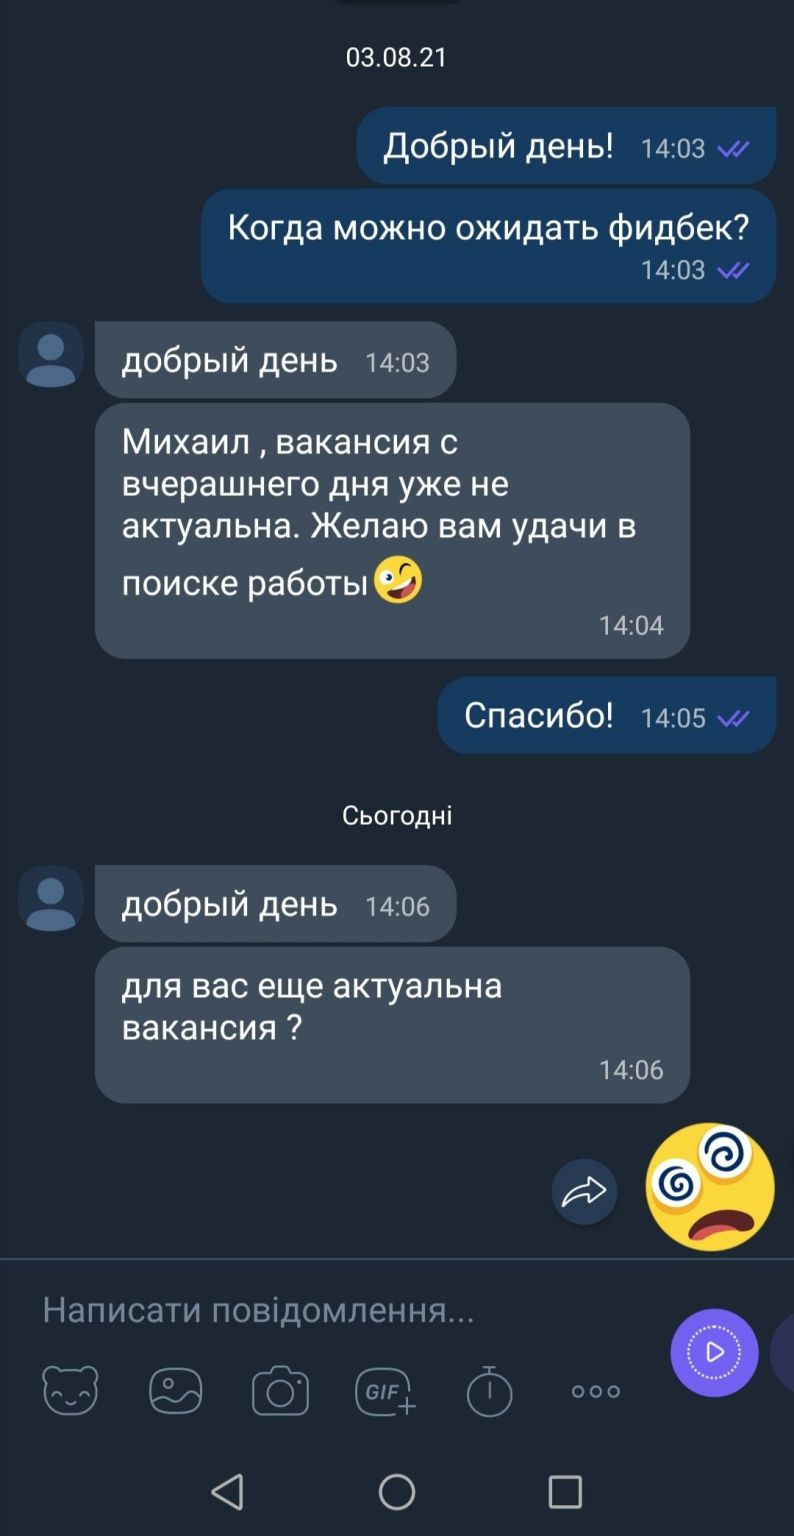 03.08.21
Добрый день! 14:03
Когда можно ожидать фидбек?
14:03
добрый день 14:03
Михаил , вакансия с
вчерашнего дня уже не
актуальна. Желаю вам удачи в
поиске работы
14:04
Спасибо! 14:05
Сьогодні
добрый день 14:06
для вас еще актуальна
вакансия ?
14:06
Написати повідомлення...
GIF